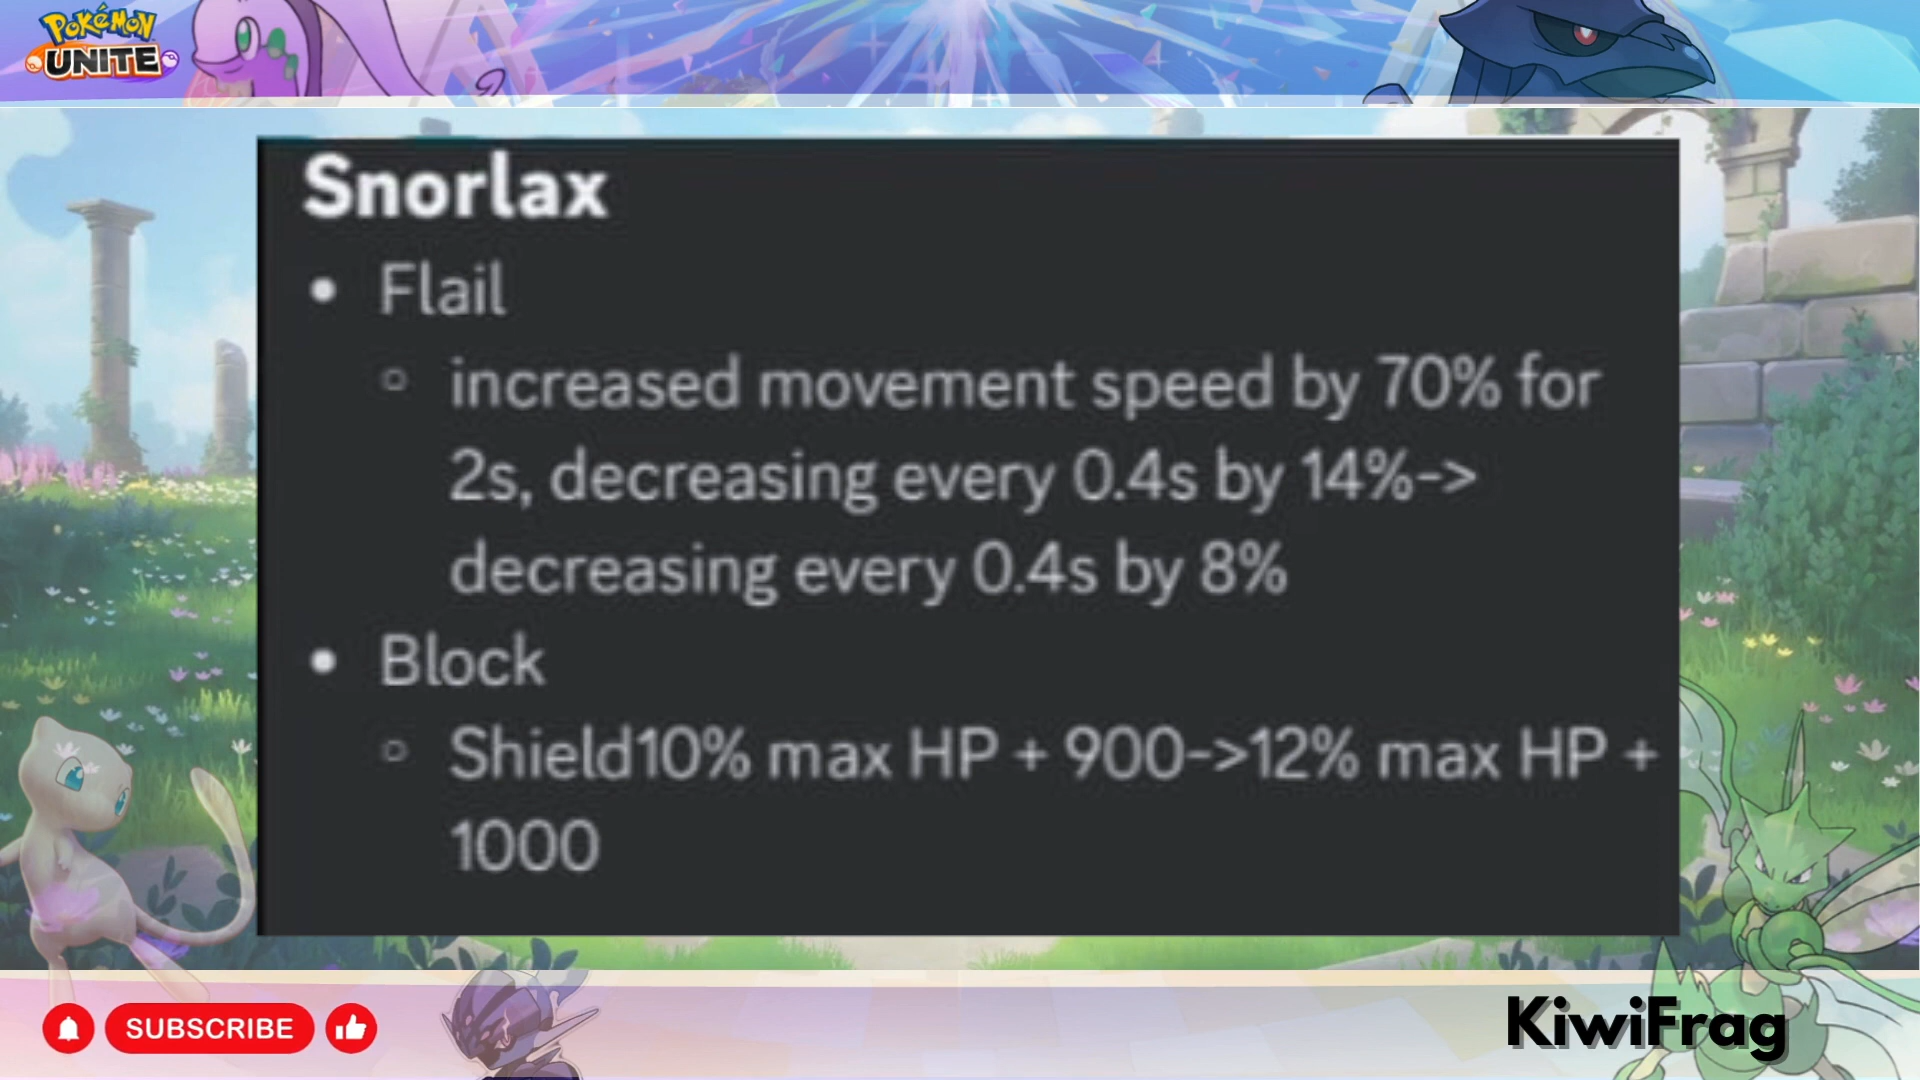 POKÉMON
UNITE
Snorlax
• Flail
○ increased movement speed by 70% for
2s, decreasing every 0.4s by 14%->
decreasing every 0.4s by 8%
• Block
○ Shield10% max HP + 900->12% max HP +
1000
SUBSCRIBE
KiwiFrag